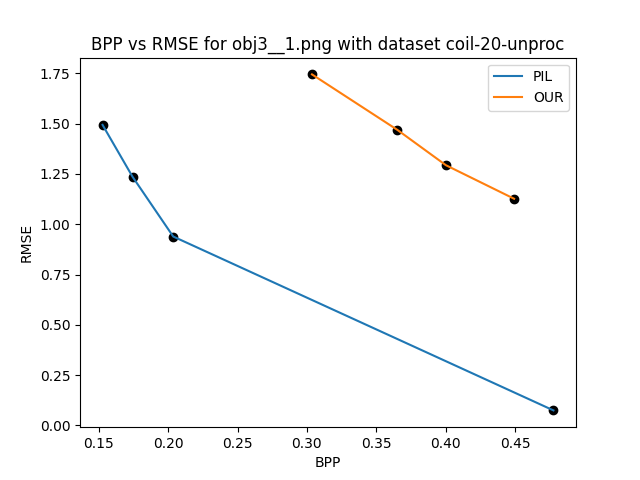 BPP vs RMSE for obj3__1.png with dataset coil-20-unproc
PIL
OUR
RMSE
1.75
1.50
1.25
1.00
0.75
0.50
0.25
0.00
0.15 0.20 0.25 0.30 0.35 0.40 0.45
BPP